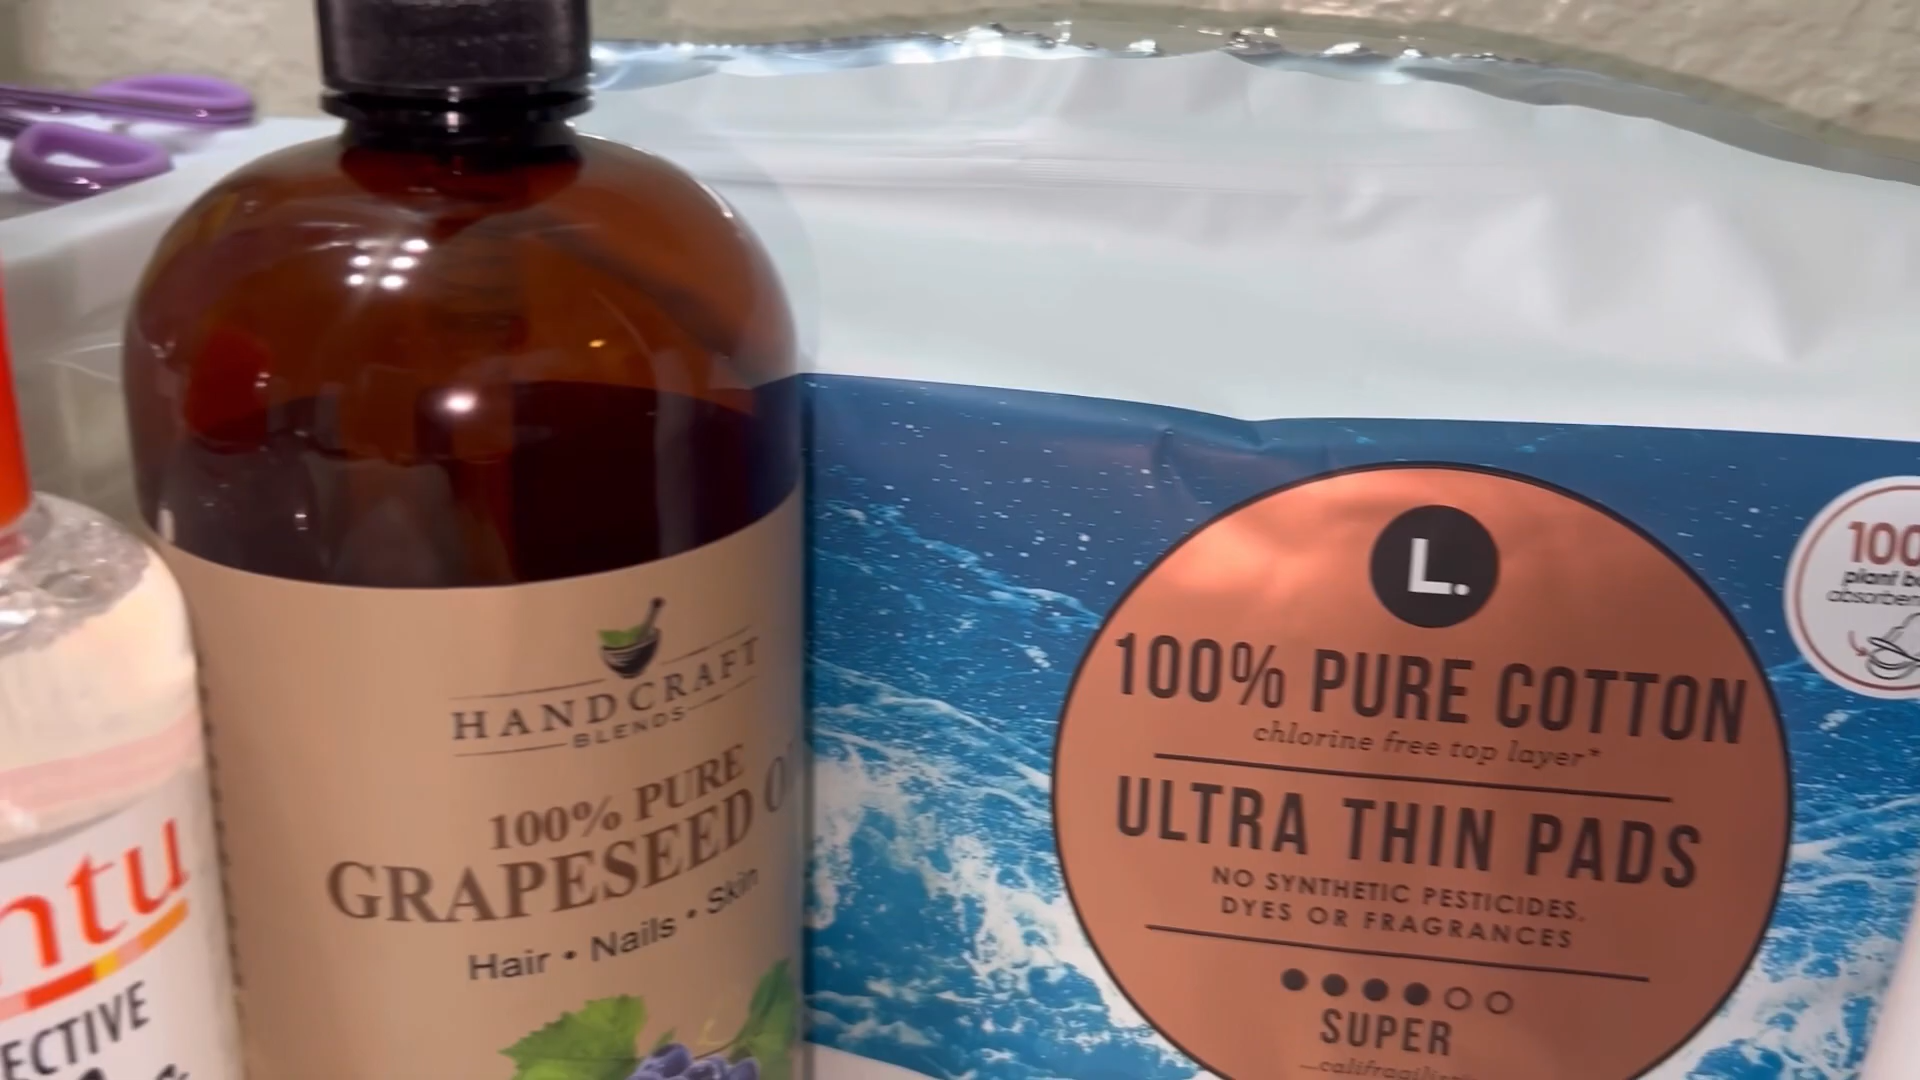 HANDCRAFT
BLENDS
100% PURE
GRAPESEED
Hair • Nails • Skin
L.
100% PURE COTTON
chlorine free top layer*
ULTRA THIN PADS
NO SYNTHETIC PESTICIDES,
DYES OR FRAGRANCES
SUPER
100
plant
ntu
ECTIVE